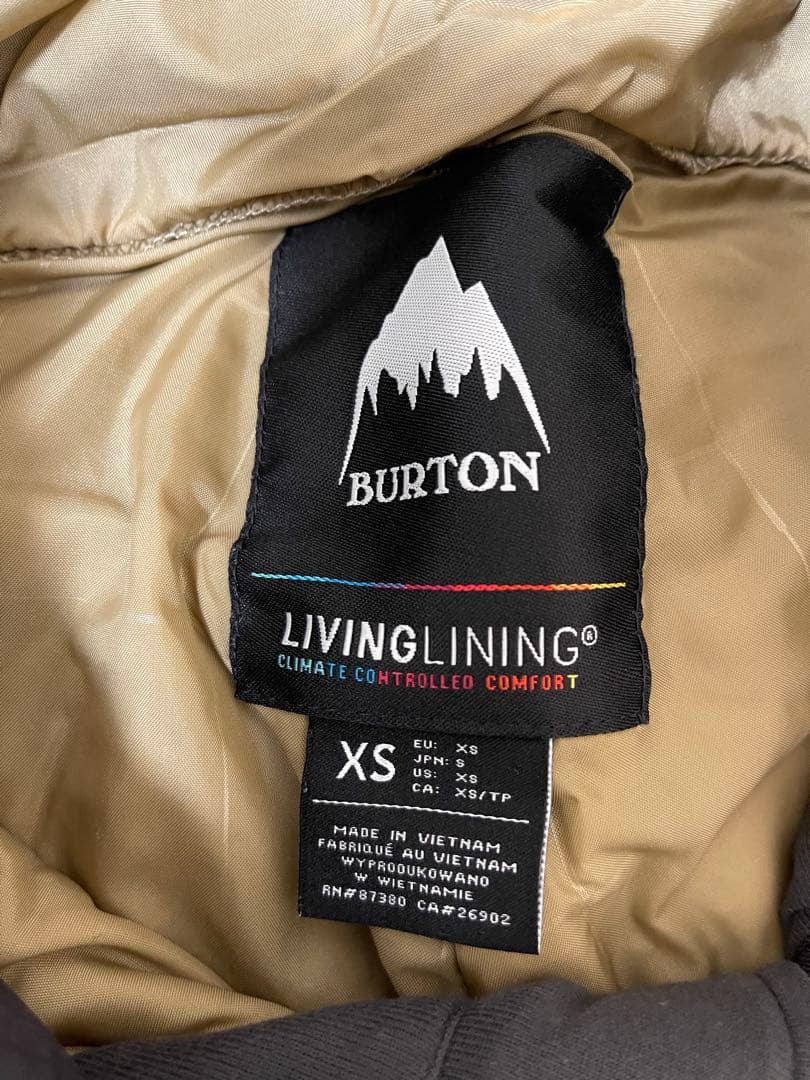 BURTON
LIVINGLINING®
CLIMATE CONTROLLED COMFORT
XS
EU: XS
JPN: S
US: XS
CA: XS/TP
MADE IN VIETNAM
FABRIQUÉ AU VIETNAM
WYPRODUKOWANO
W WIETNAMIE
RN#87380 CA#26902